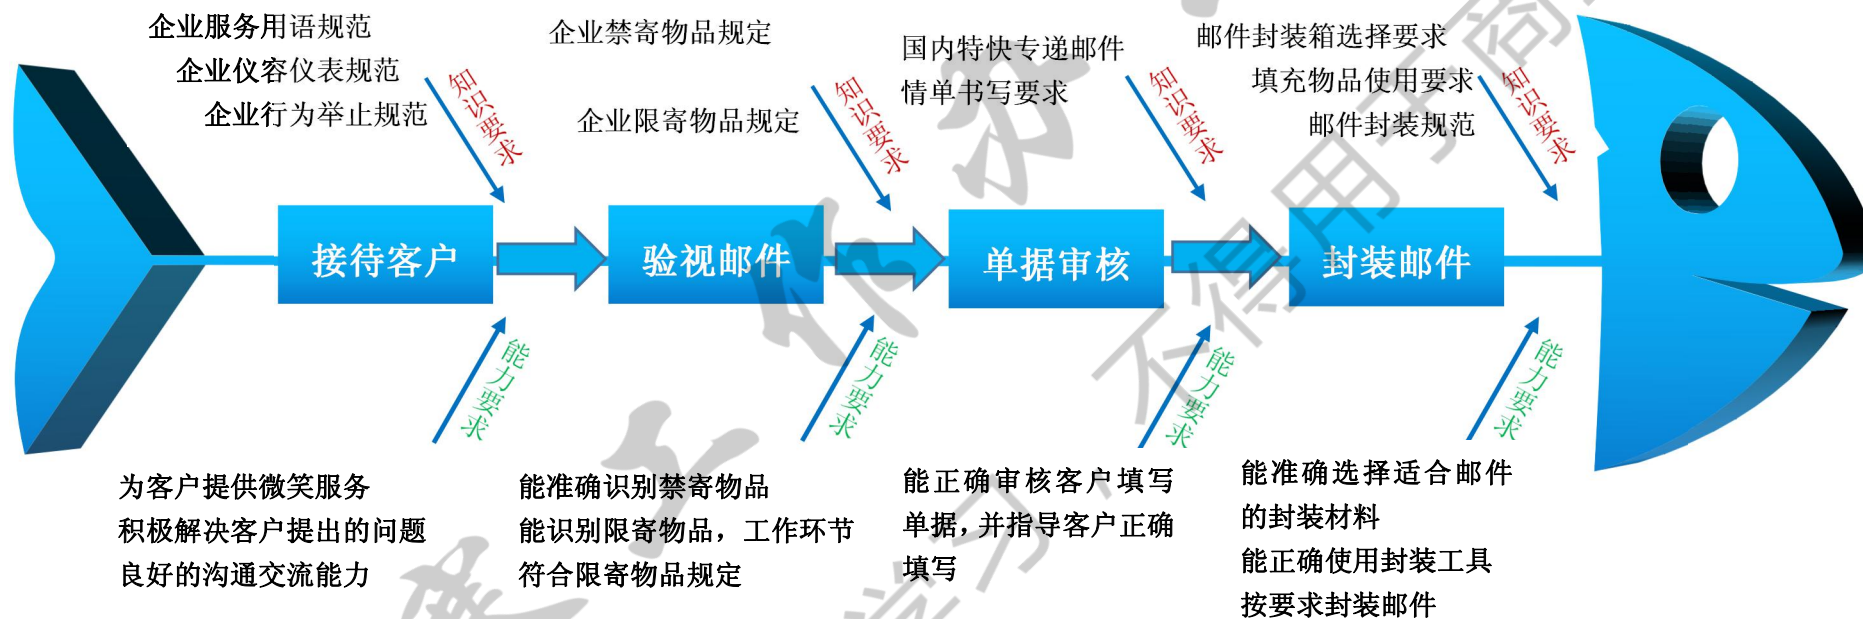 企业服务用语规范
企业仪容仪表规范
企业行为举止规范
知识要求
企业禁寄物品规定
企业限寄物品规定
知识要求
国内特快专递邮件
情单书写要求
知识要求
邮件封装箱选择要求
填充物品使用要求
邮件封装规范
知识要求
接待客户
验视邮件
单据审核
封装邮件
能力要求
能力要求
能力要求
能力要求
为客户提供微笑服务
积极解决客户提出的问题
良好的沟通交流能力
能准确识别禁寄物品
能识别限寄物品，工作环节
符合限寄物品规定
能正确审核客户填写
单据，并指导客户正确
填写
能准确选择适合邮件
的封装材料
能正确使用封装工具
按要求封装邮件
学习，不得用于商